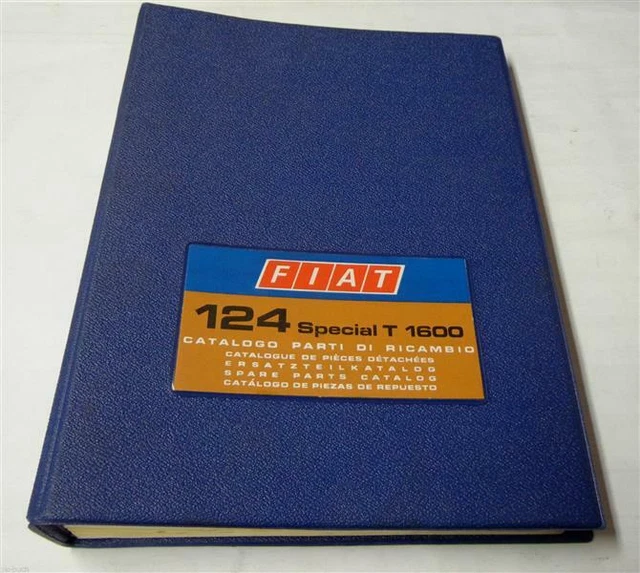 FIAT
124 Special T 1600
CATALOGO PARTI DI RICAMBIO
CATALOGUE DE PIÈCES DÉTACHÉES
ERSATZTEILKATALOG
SPARE PARTS CATALOG
CATÁLOGO DE PIEZAS DE REPUESTO